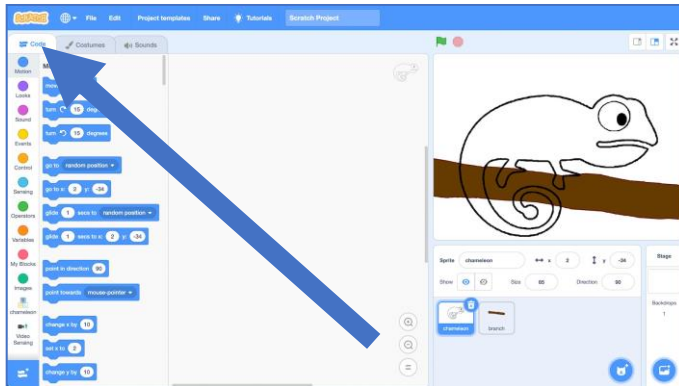 SCRATCH File Edit Project templates Share Tutorials Scratch Project
Code Costumes Sounds
Motion
Looks
Sound
Events
Control
Sensing
Operators
Variables
My Blocks
Images
chameleon
Video
Sensing
turn 15 degrees
turn 15
go to random position
go to x: 2 y: -34
glide 1 secs to random position
glide 1 secs to x: 2 y: -34
point in direction 90
point towards mouse-pointer
change x by 10
set x to 2
change y by 10
Sprite chameleon x 2 y -34
Show Size 60 Direction 90
chameleon branch
Stage
Backdrops
1